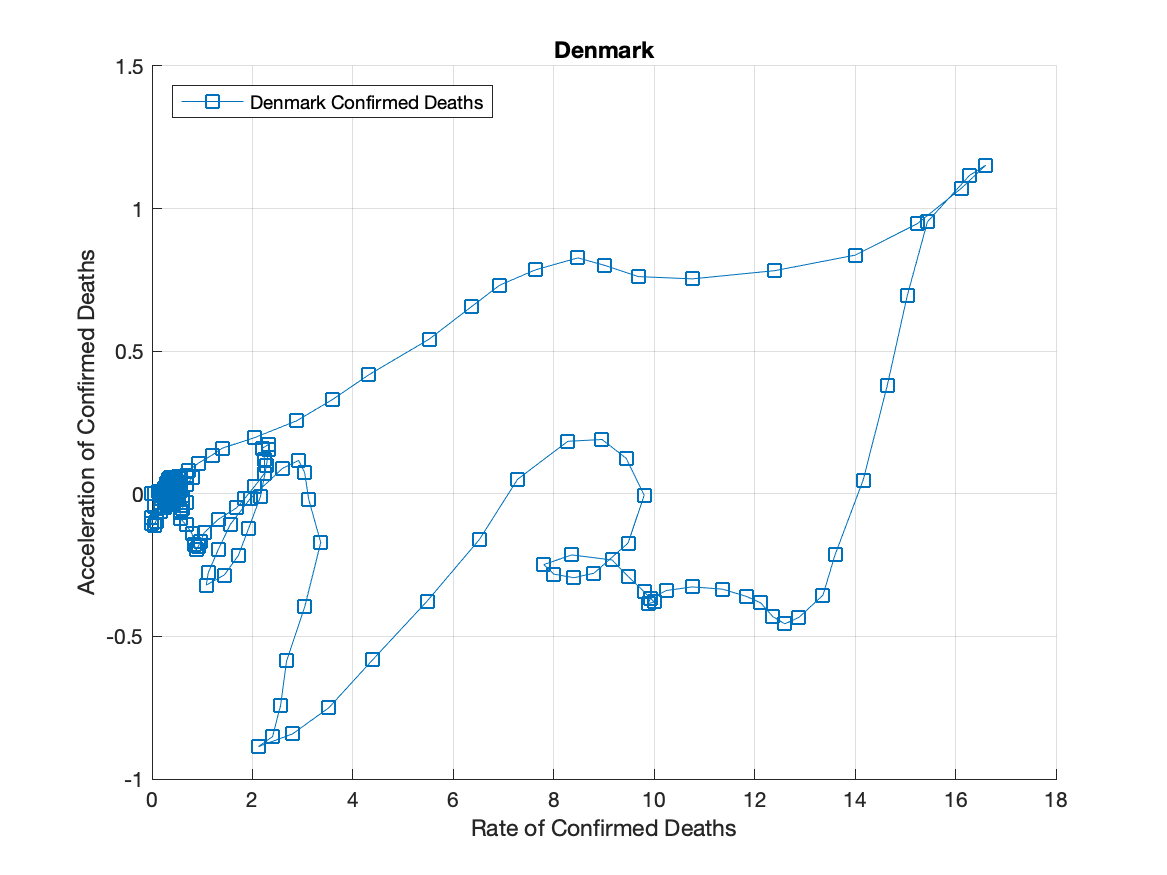 Denmark
Denmark Confirmed Deaths
Acceleration of Confirmed Deaths
1.5
1
0.5
0
-0.5
-1
0 2 4 6 8 10 12 14 16 18
Rate of Confirmed Deaths